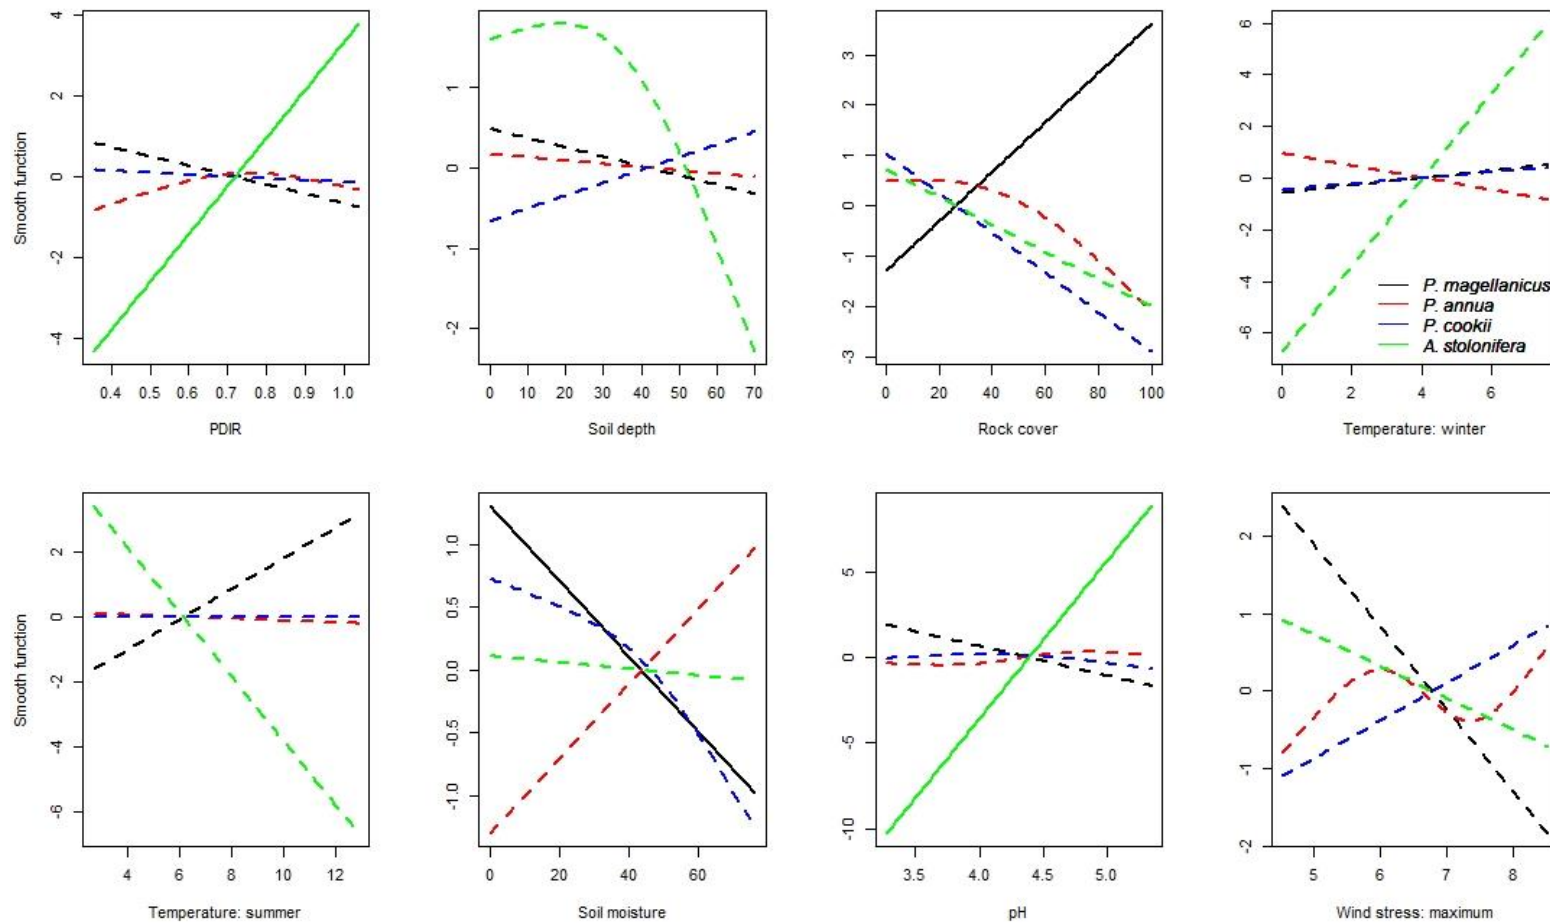 Smooth function
4
2
0
-2
-4
0.4 0.5 0.6 0.7 0.8 0.9 1.0
PDIR
1
0
-1
-2
0 10 20 30 40 50 60 70
Soil depth
3
2
1
0
-1
-2
-3
0 20 40 60 80 100
Rock cover
6
4
2
0
-2
-4
-6
0 2 4 6
Temperature: winter
P. magellanicus
P. annua
P. cookii
A. stolonifera
Smooth function
2
0
-2
-4
-6
4 6 8 10 12
Temperature: summer
1.0
0.5
0.0
-0.5
-1.0
0 20 40 60
Soil moisture
5
0
-5
-10
3.5 4.0 4.5 5.0
pH
2
1
0
-1
-2
5 6 7 8
Wind stress: maximum